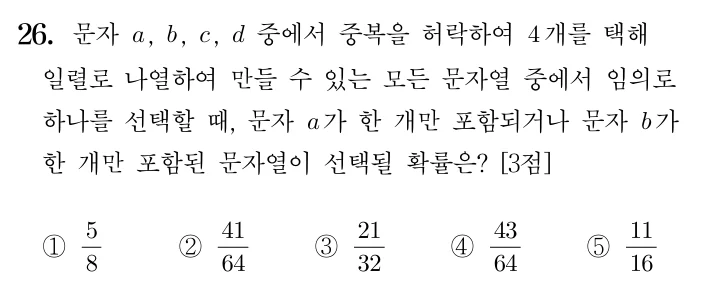 26. 문자 a, b, c, d 중에서 중복을 허락하여 4개를 택해
일렬로 나열하여 만들 수 있는 모든 문자열 중에서 임의로
하나를 선택할 때, 문자 a가 한 개만 포함되거나 문자 b가
한 개만 포함된 문자열이 선택될 확률은? [3점]
① 5/8 ② 41/64 ③ 21/32 ④ 43/64 ⑤ 11/16